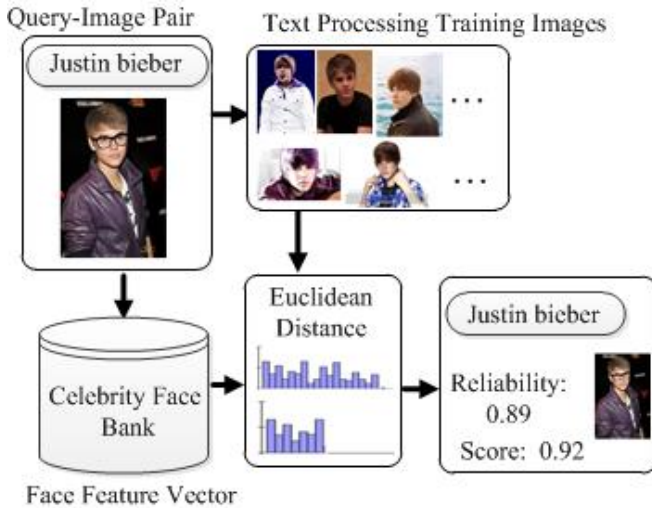 Query-Image Pair
Text Processing Training Images
Justin bieber
...
...
Euclidean
Distance
Justin bieber
Reliability:
0.89
Score: 0.92
Celebrity Face
Bank
Face Feature Vector